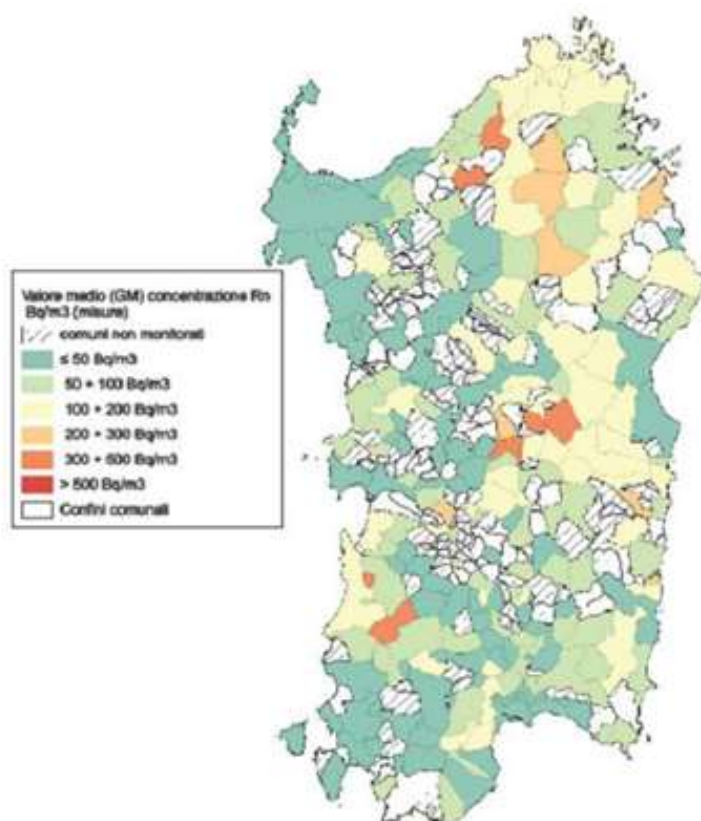 Valore medio (GM) concentrazione Rn
Bq/m3 (misure)
comuni non monitorati
≤ 50 Bq/m3
50 ÷ 100 Bq/m3
100 ÷ 200 Bq/m3
200 ÷ 300 Bq/m3
300 ÷ 500 Bq/m3
> 500 Bq/m3
Confini comunali